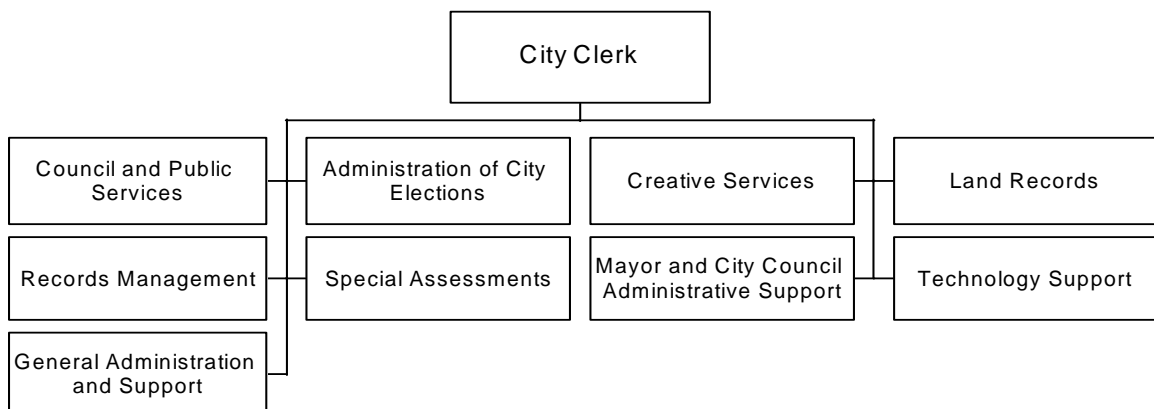 City Clerk
Council and Public
Services
Administration of City
Elections
Creative Services
Land Records
Records Management
Special Assessments
Mayor and City Council
Administrative Support
Technology Support
General Administration
and Support